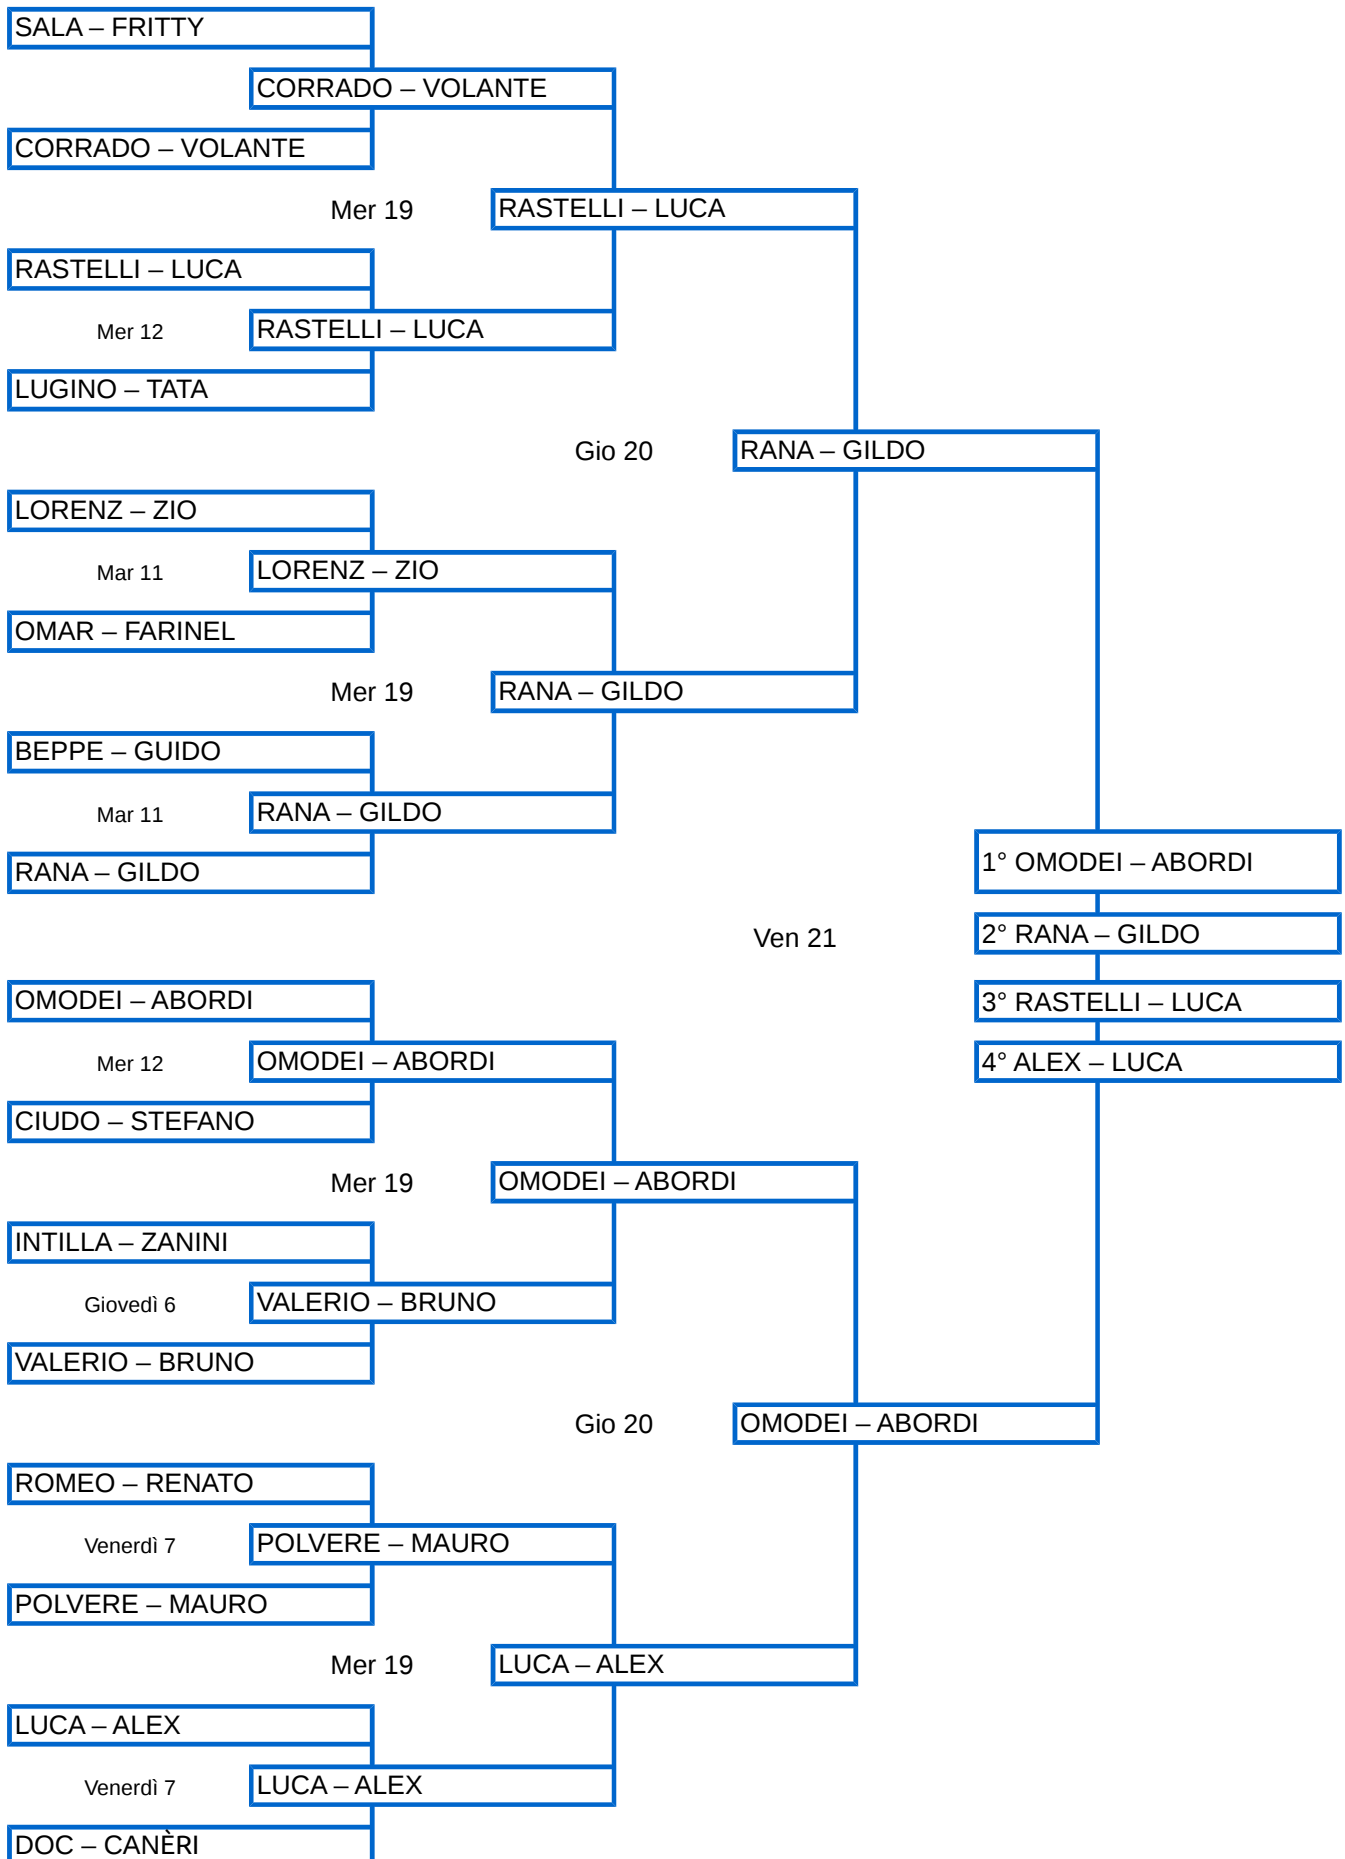 SALA – FRITTY
CORRADO – VOLANTE
CORRADO – VOLANTE
Mer 19
RASTELLI – LUCA
RASTELLI – LUCA
Mer 12
RASTELLI – LUCA
LUGINO – TATA
Gio 20
RANA – GILDO
LORENZ – ZIO
Mar 11
LORENZ – ZIO
OMAR – FARINEL
Mer 19
RANA – GILDO
BEPPE – GUIDO
Mar 11
RANA – GILDO
RANA – GILDO
1° OMODEI – ABORDI
Ven 21
2° RANA – GILDO
OMODEI – ABORDI
3° RASTELLI – LUCA
Mer 12
OMODEI – ABORDI
4° ALEX – LUCA
CIUDO – STEFANO
Mer 19
OMODEI – ABORDI
INTILLA – ZANINI
Giovedì 6
VALERIO – BRUNO
VALERIO – BRUNO
Gio 20
OMODEI – ABORDI
ROMEO – RENATO
Venerdì 7
POLVERE – MAURO
POLVERE – MAURO
Mer 19
LUCA – ALEX
LUCA – ALEX
Venerdì 7
LUCA – ALEX
DOC – CANÈRI